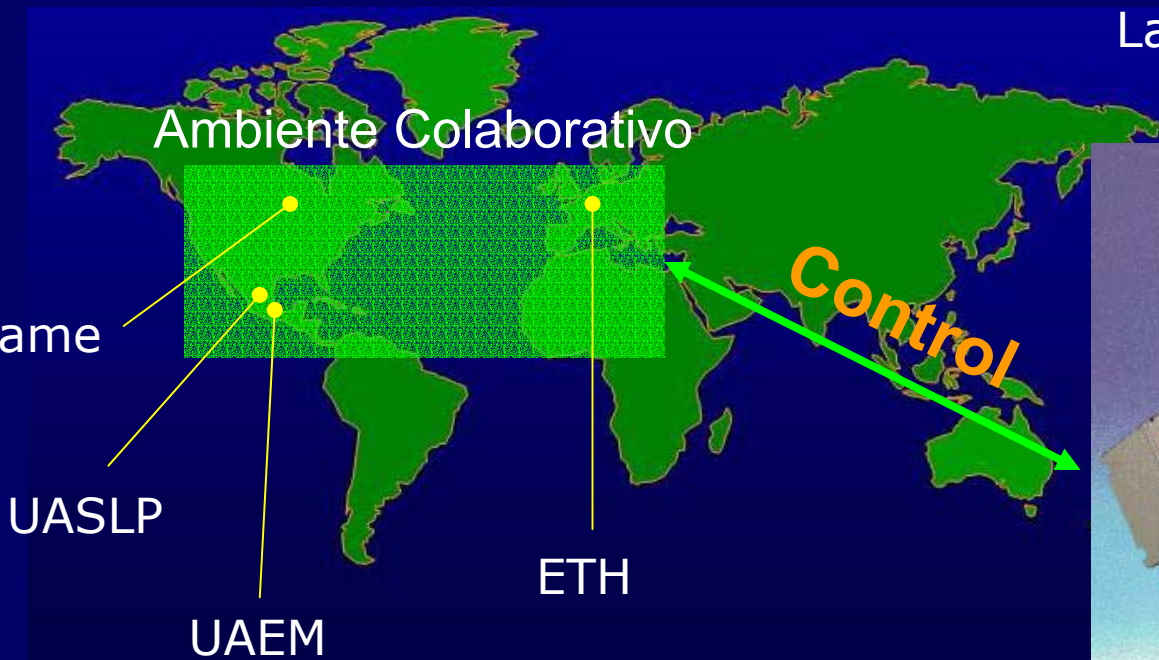 La
Ambiente Colaborativo
Control
ame
UASLP
ETH
UAEM